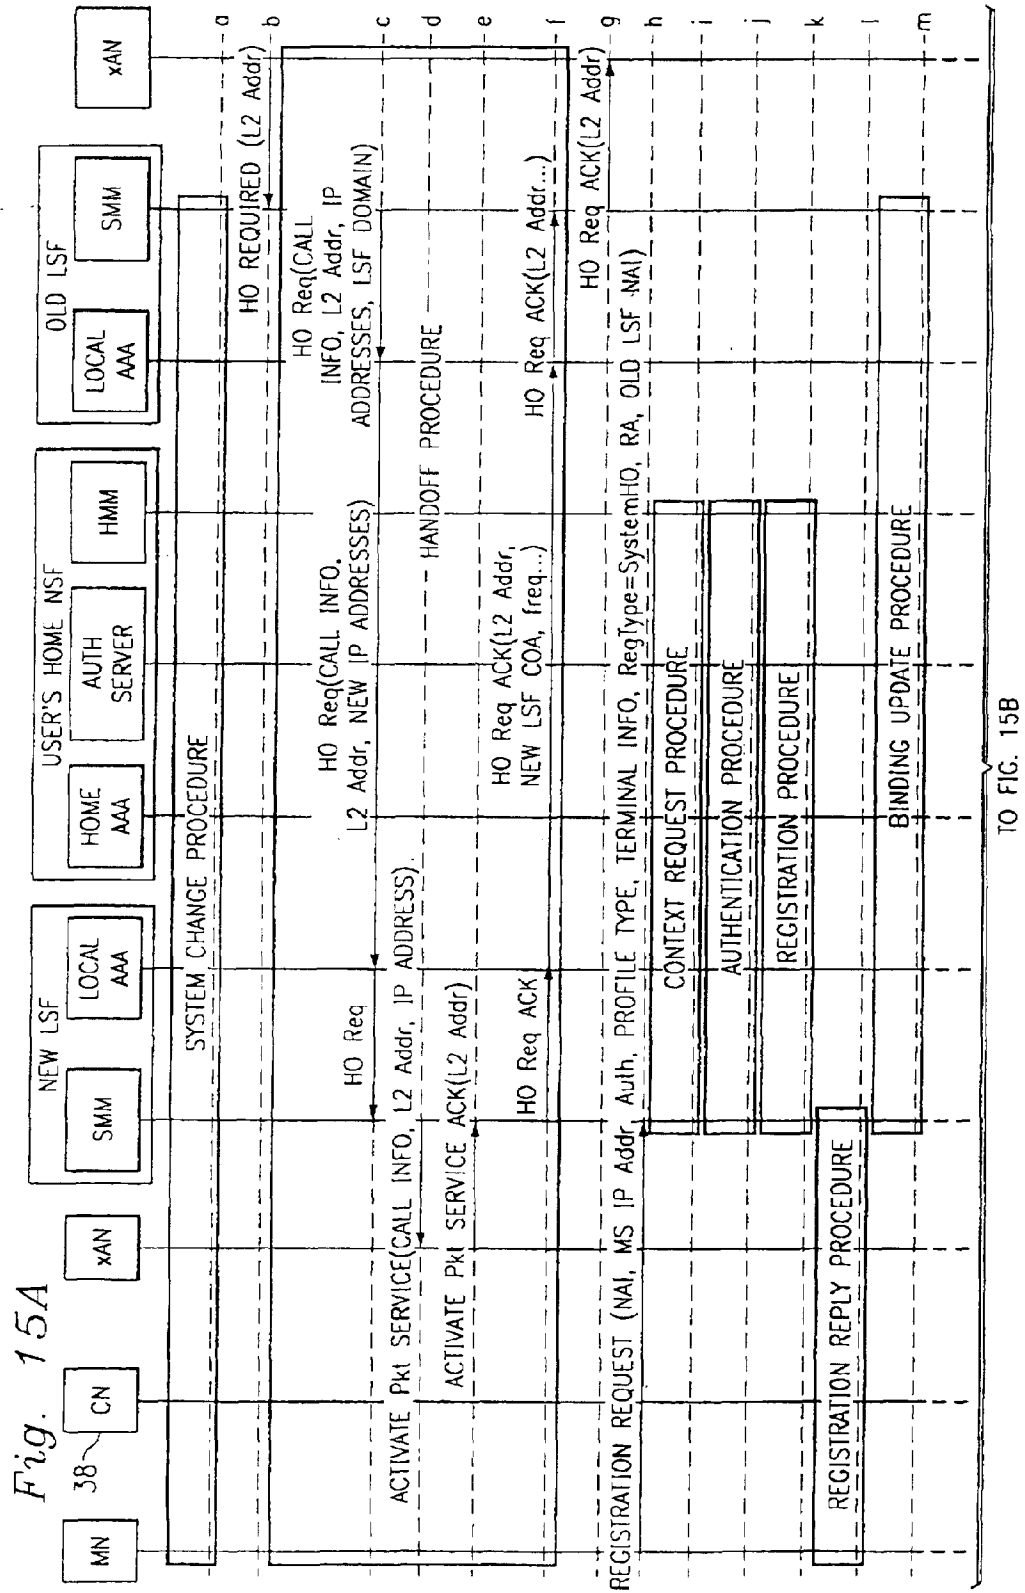 Fig. 15A
MN
38
CN
xAN
NEW LSF
SMM
LOCAL
AAA
USER'S HOME NSF
HOME
AAA
AUTH
SERVER
HMM
OLD LSF
LOCAL
AAA
SMM
xAN
SYSTEM CHANGE PROCEDURE
a
HO REQUIRED (L2 Addr)
b
HO Req
HO Req(CALL INFO.
L2 Addr, NEW IP ADDRESSES)
HO Req(CALL
INFO, L2 Addr, IP
ADDRESSES, LSF DOMAIN)
c
ACTIVATE Pkt SERVICE(CALL INFO, L2 Addr, IP ADDRESS)
HANDOFF PROCEDURE
d
ACTIVATE Pkt SERVICE ACK(L2 Addr)
e
HO Req ACK
HO Req ACK(L2 Addr,
NEW LSF COA, freq...)
HO Req ACK(L2 Addr...)
f
HO Req ACK(L2 Addr)
g
REGISTRATION REQUEST (NAI, MS IP Addr, Auth, PROFILE TYPE, TERMINAL INFO, RegType=SystemHO, RA, OLD LSF NAI)
h
CONTEXT REQUEST PROCEDURE
i
AUTHENTICATION PROCEDURE
j
REGISTRATION PROCEDURE
k
REGISTRATION REPLY PROCEDURE
l
BINDING UPDATE PROCEDURE
m
TO FIG. 15B